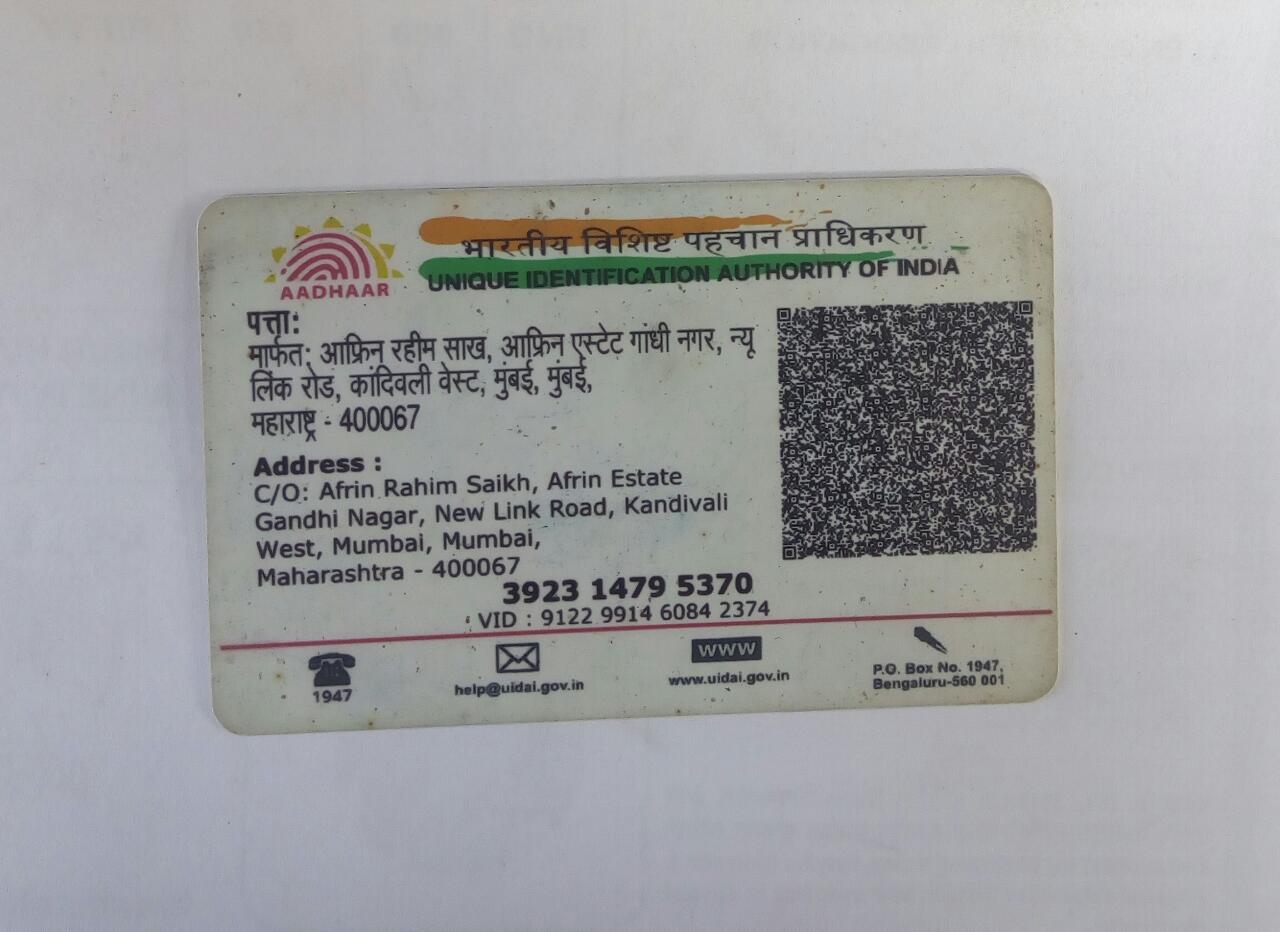 AADHAAR
भारतीय विशिष्ट पहचान प्राधिकरण
UNIQUE IDENTIFICATION AUTHORITY OF INDIA
पत्ता:
मार्फत: आफ्रिन रहीम साख, आफ्रिन एस्टेट गांधी नगर, न्यू
लिंक रोड, कांदिवली वेस्ट, मुंबई, मुंबई,
महाराष्ट्र - 400067
Address :
C/O: Afrin Rahim Saikh, Afrin Estate
Gandhi Nagar, New Link Road, Kandivali
West, Mumbai, Mumbai,
Maharashtra - 400067
3923 1479 5370
VID : 9122 9914 6084 2374
1947
help@uidai.gov.in
www
www.uidai.gov.in
P.O. Box No. 1947,
Bengaluru-560 001